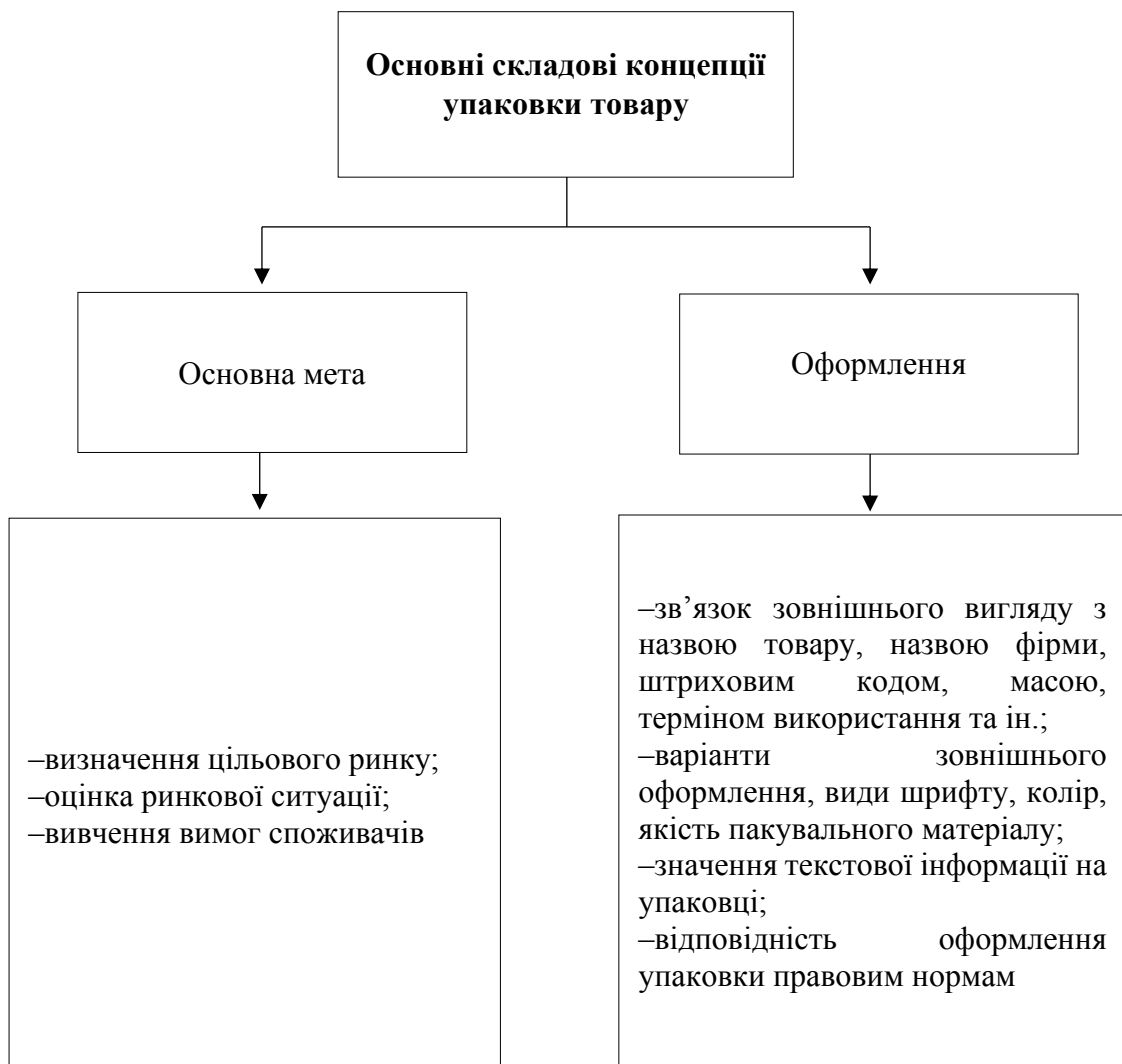 Основні складові концепції
упаковки товару
Основна мета
Оформлення
–визначення цільового ринку;
–оцінка ринкової ситуації;
–вивчення вимог споживачів
–зв’язок зовнішнього вигляду з
назвою товару, назвою фірми,
штриховим кодом, масою,
терміном використання та ін.;
–варіанти зовнішнього
оформлення, види шрифту, колір,
якість пакувального матеріалу;
–значення текстової інформації на
упаковці;
–відповідність оформлення
упаковки правовим нормам